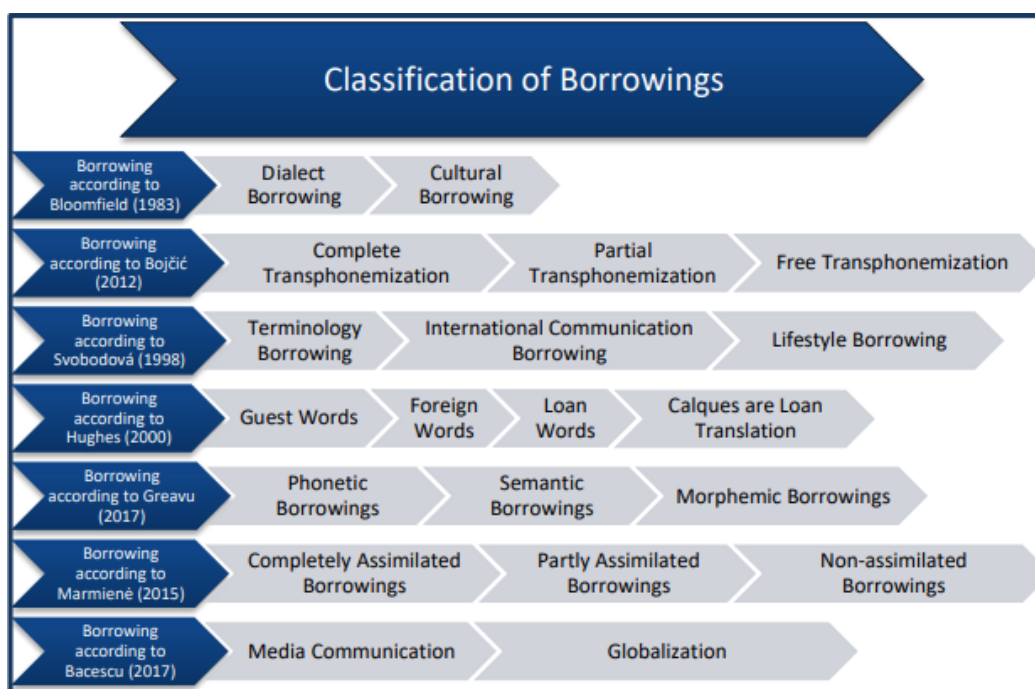 Classification of Borrowings
Borrowing
according to
Bloomfield (1983)
Dialect
Borrowing
Cultural
Borrowing
Borrowing
according to Bojčić
(2012)
Complete
Transphonemization
Partial
Transphonemization
Free Transphonemization
Borrowing
according to
Svobodová (1998)
Terminology
Borrowing
International Communication
Borrowing
Lifestyle Borrowing
Borrowing
according to
Hughes (2000)
Guest Words
Foreign
Words
Loan
Words
Calques are Loan
Translation
Borrowing
according to Greavu
(2017)
Phonetic
Borrowings
Semantic
Borrowings
Morphemic Borrowings
Borrowing
according to
Marmienė (2015)
Completely Assimilated
Borrowings
Partly Assimilated
Borrowings
Non-assimilated
Borrowings
Borrowing
according to
Bacescu (2017)
Media Communication
Globalization